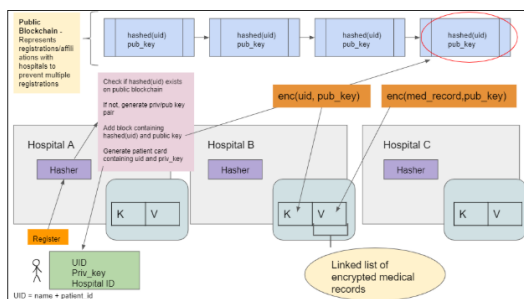 Public
Blockchain -
Represents
registrations/affili
ations with
hospitals to
prevent multiple
registrations
hashed(uid)
pub_key
hashed(uid)
pub_key
hashed(uid)
pub_key
hashed(uid)
pub_key
Check if hashed(uid) exists
on public blockchain
If not, generate priv/pub key
pair
Add block containing
hashed(uid) and public key
Generate patient card
containing uid and priv_key
enc(uid, pub_key)
enc(med_record,pub_key)
Hospital A
Hasher
Hospital B
Hasher
Hospital C
Hasher
K
V
K
V
K
V
Register
UID
Priv_key
Hospital ID
Linked list of
encrypted medical
records
UID = name + patient_id